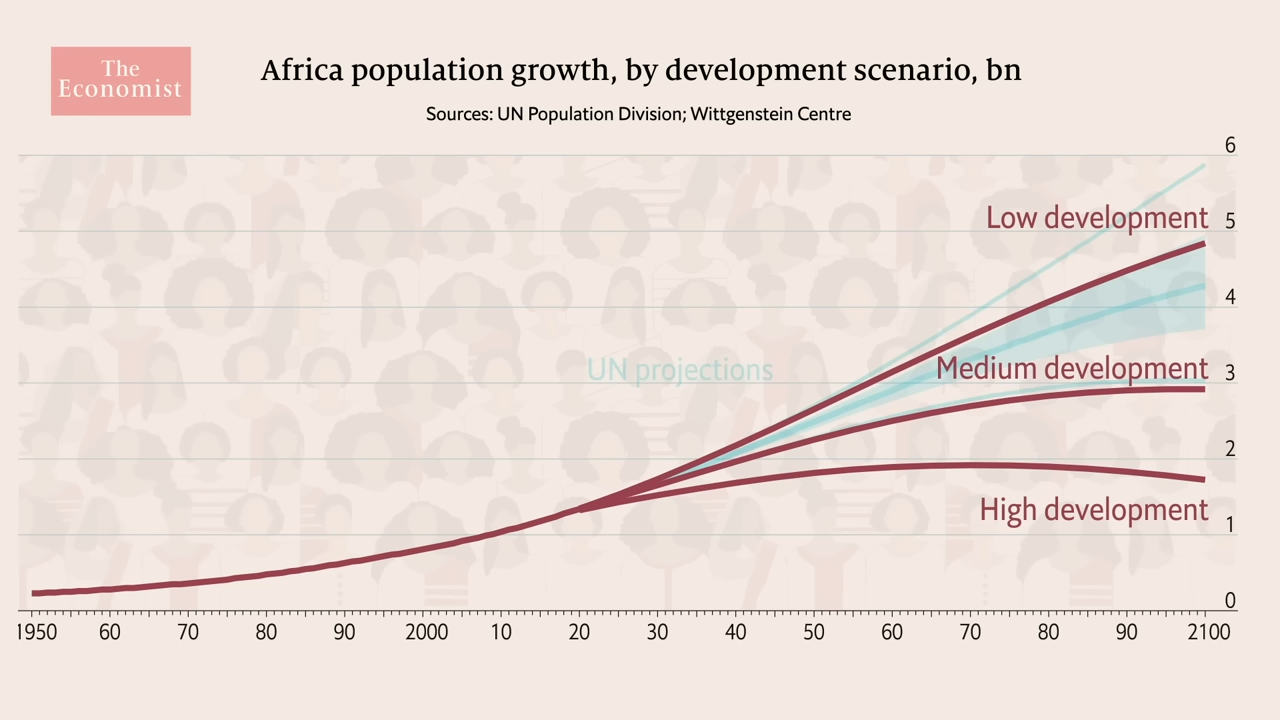 The
Economist
Africa population growth, by development scenario, bn
Sources: UN Population Division; Wittgenstein Centre
6
Low development
5
4
UN projections
Medium development
3
2
High development
1
0
1950 60 70 80 90 2000 10 20 30 40 50 60 70 80 90 2100